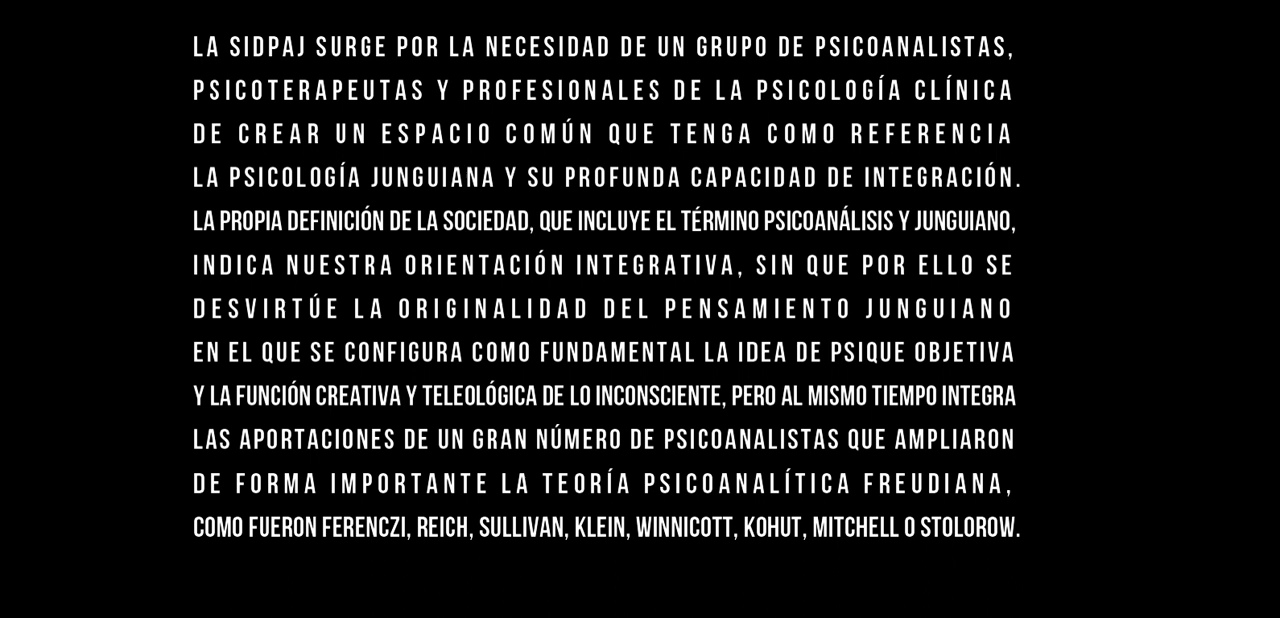 LA SIDPAJ SURGE POR LA NECESIDAD DE UN GRUPO DE PSICOANALISTAS,
PSICOTERAPEUTAS Y PROFESIONALES DE LA PSICOLOGÍA CLÍNICA
DE CREAR UN ESPACIO COMÚN QUE TENGA COMO REFERENCIA
LA PSICOLOGÍA JUNGUIANA Y SU PROFUNDA CAPACIDAD DE INTEGRACIÓN.
LA PROPIA DEFINICIÓN DE LA SOCIEDAD, QUE INCLUYE EL TÉRMINO PSICOANÁLISIS Y JUNGUIANO,
INDICA NUESTRA ORIENTACIÓN INTEGRATIVA, SIN QUE POR ELLO SE
DESVIRTÚE LA ORIGINALIDAD DEL PENSAMIENTO JUNGUIANO
EN EL QUE SE CONFIGURA COMO FUNDAMENTAL LA IDEA DE PSIQUE OBJETIVA
Y LA FUNCIÓN CREATIVA Y TELEOLÓGICA DE LO INCONSCIENTE, PERO AL MISMO TIEMPO INTEGRA
LAS APORTACIONES DE UN GRAN NÚMERO DE PSICOANALISTAS QUE AMPLIARON
DE FORMA IMPORTANTE LA TEORÍA PSICOANALÍTICA FREUDIANA,
COMO FUERON FERENCZI, REICH, SULLIVAN, KLEIN, WINNICOTT, KOHUT, MITCHELL O STOLOROW.